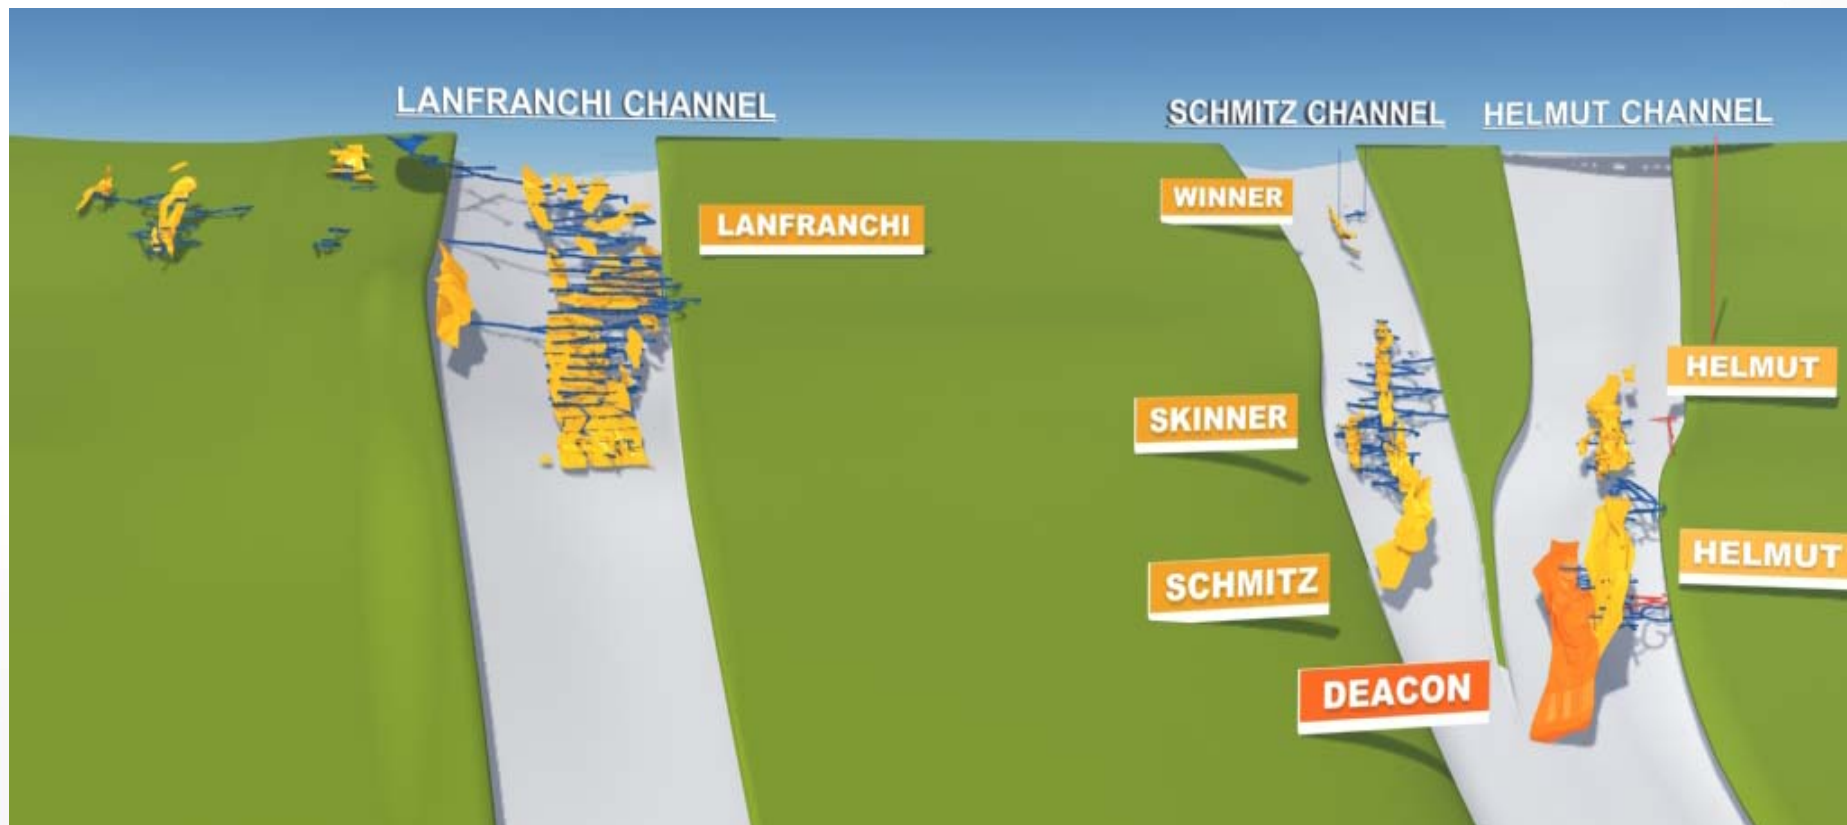 LANFRANCHI CHANNEL
SCHMITZ CHANNEL
HELMUT CHANNEL
WINNER
LANFRANCHI
HELMUT
SKINNER
HELMUT
SCHMITZ
DEACON